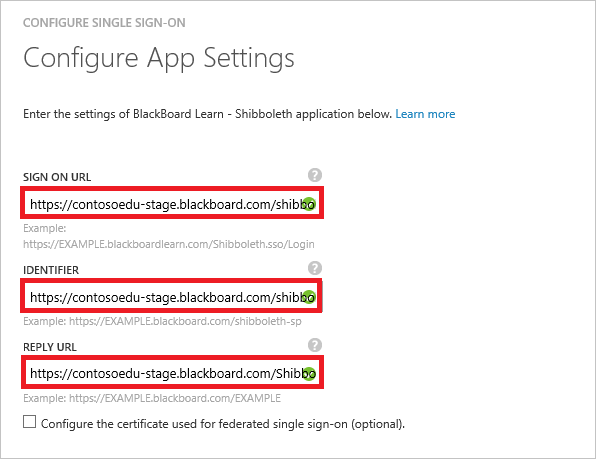 CONFIGURE SINGLE SIGN-ON
Configure App Settings
Enter the settings of BlackBoard Learn - Shibboleth application below. Learn more
SIGN ON URL ?
https://contosoedu-stage.blackboard.com/shibbo
Example:
https://EXAMPLE.blackboardlearn.com/Shibboleth.sso/Login
IDENTIFIER ?
https://contosoedu-stage.blackboard.com/shibbo
Example: https://EXAMPLE.blackboard.com/shibboleth-sp
REPLY URL ?
https://contosoedu-stage.blackboard.com/Shibbo
Example: https://EXAMPLE.blackboard.com/EXAMPLE
Configure the certificate used for federated single sign-on (optional).